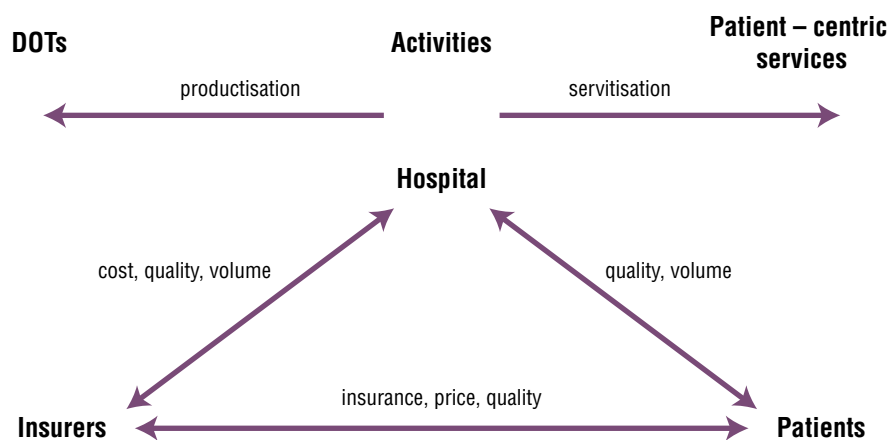 DOTs
Activities
Patient – centric
services
productisation
servitisation
Hospital
cost, quality, volume
quality, volume
insurance, price, quality
Insurers
Patients